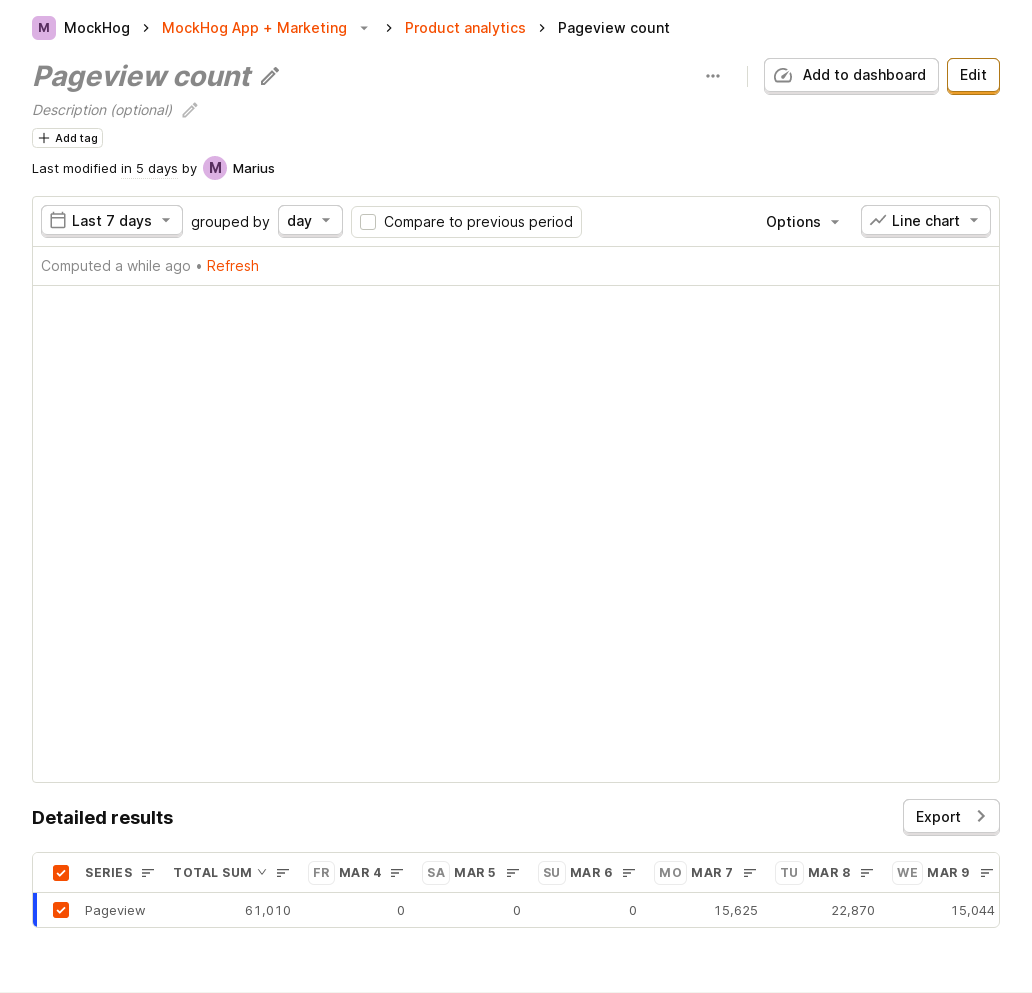 M MockHog > MockHog App + Marketing > Product analytics > Pageview count
Pageview count
Add to dashboard
Edit
Description (optional)
Add tag
Last modified in 5 days by M Marius
Last 7 days grouped by day Compare to previous period Options Line chart
Computed a while ago • Refresh
Detailed results
Export
SERIES TOTAL SUM FR MAR 4 SA MAR 5 SU MAR 6 MO MAR 7 TU MAR 8 WE MAR 9
Pageview 61,010 0 0 0 15,625 22,870 15,044